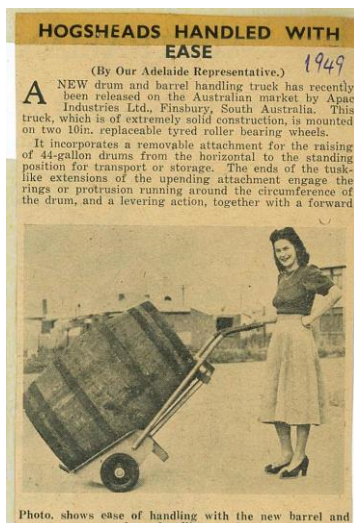 HOGSHEADS HANDLED WITH
EASE
1949
(By Our Adelaide Representative.)
A NEW drum and barrel handling truck has recently
been released on the Australian market by Apac
Industries Ltd., Finsbury, South Australia. This
truck, which is of extremely solid construction, is mounted
on two 10in. replaceable tyred roller bearing wheels.
It incorporates a removable attachment for the raising
of 44-gallon drums from the horizontal to the standing
position for transport or storage. The ends of the tusk-
like extensions of the upending attachment engage the
rings or protrusion running around the circumference of
the drum, and a levering action, together with a forward
Photo. shows ease of handling with the new barrel and